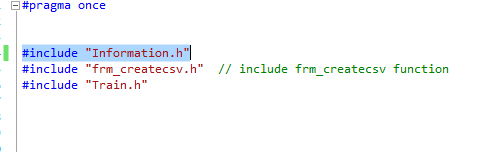 #pragma once
#include "Information.h"
#include "frm_createcsv.h"  // include frm_createcsv function
#include "Train.h"